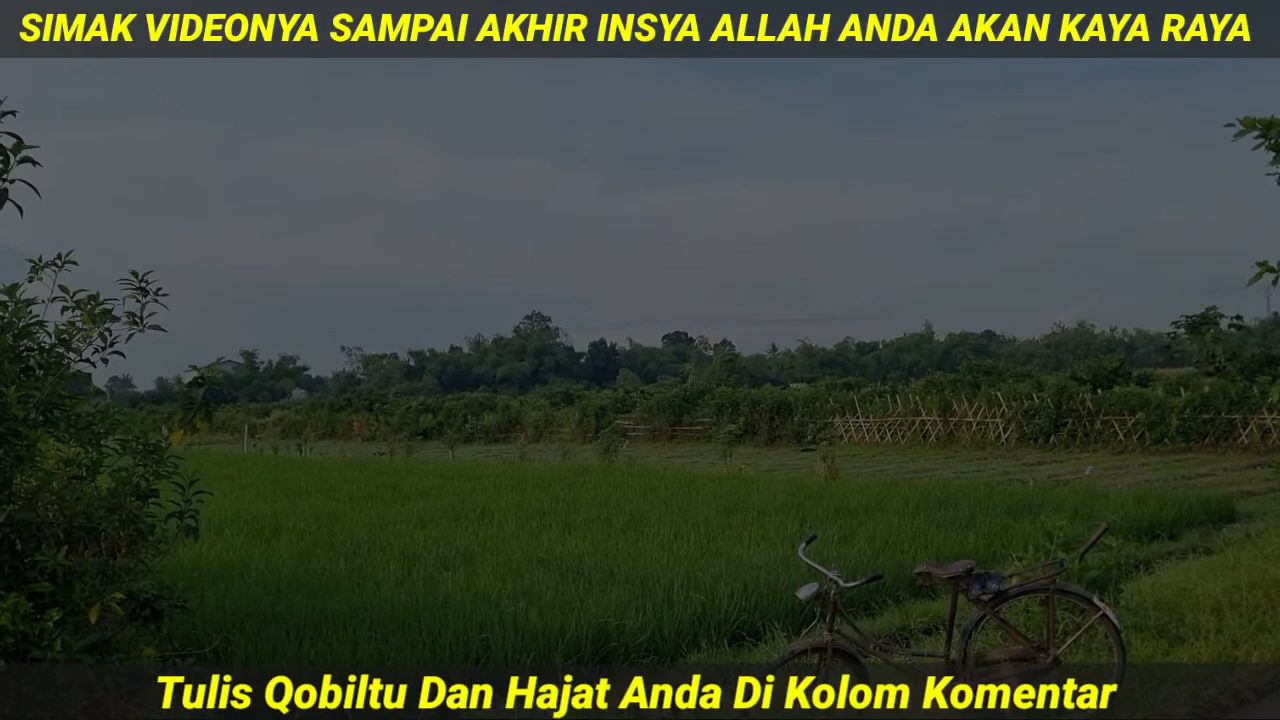 SIMAK VIDEONYA SAMPAI AKHIR INSYA ALLAH ANDA AKAN KAYA RAYA
Tulis Qobiltu Dan Hajat Anda Di Kolom Komentar